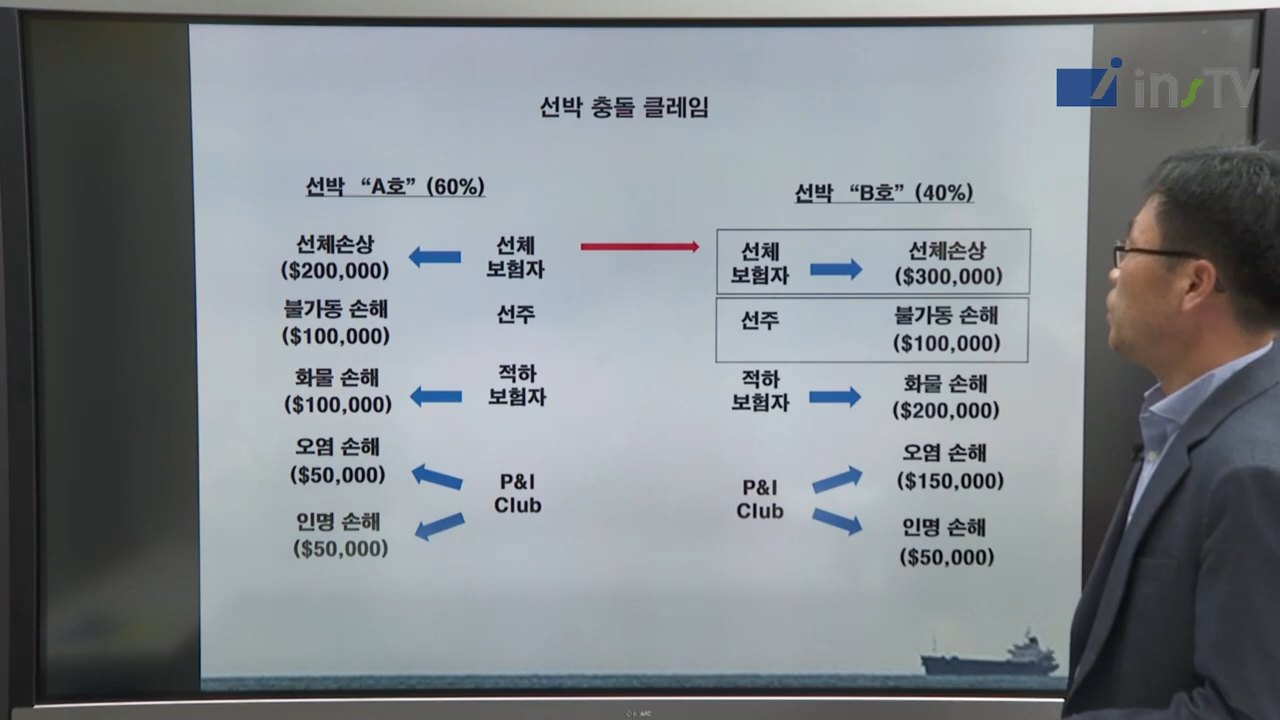 insTV
선박 충돌 클레임
선박 “A호” (60%)
선체손상
($200,000)
선체
보험자
불가동 손해
($100,000)
선주
화물 손해
($100,000)
적하
보험자
오염 손해
($50,000)
인명 손해
($50,000)
P&I
Club
선박 “B호” (40%)
선체
보험자
선체손상
($300,000)
선주
불가동 손해
($100,000)
적하
보험자
화물 손해
($200,000)
P&I
Club
오염 손해
($150,000)
인명 손해
($50,000)